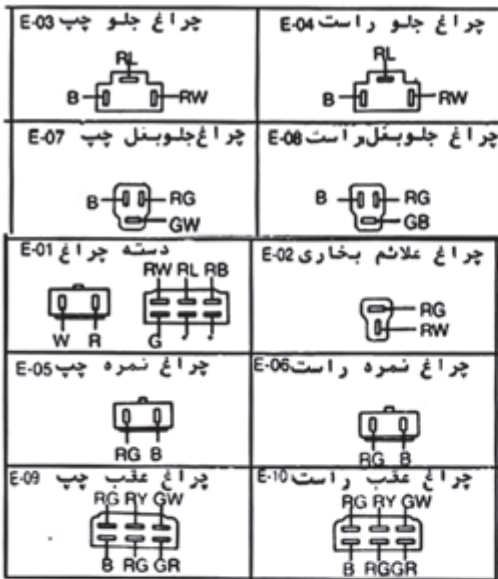 چراغ جلو چپ E-03
RL
B RW
چراغ جلو راست E-04
RL
B RW
چراغ جلوبغل چپ E-07
B RG
GW
چراغ جلوبغل راست E-08
B RG
GB
دسته چراغ E-01
RW RL RB
W R G
چراغ علائم بخاری E-02
RG
RW
چراغ نمره چپ E-05
RG B
چراغ نمره راست E-06
RG B
چراغ عقب چپ E-09
RG RY GW
B RG GR
چراغ عقب راست E-10
RG RY GW
B RG GR